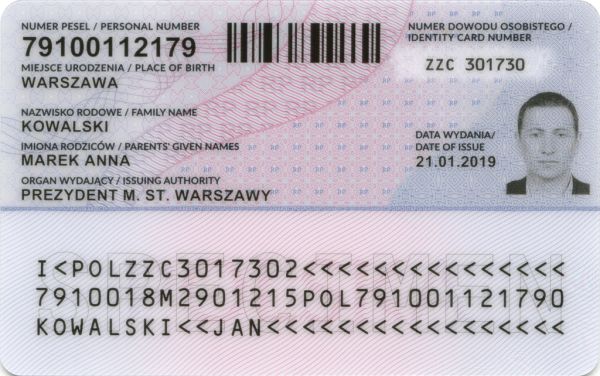 NUMER PESEL / PERSONAL NUMBER
79100112179
MIEJSCE URODZENIA / PLACE OF BIRTH
WARSZAWA
NAZWISKO RODOWE / FAMILY NAME
KOWALSKI
IMIONA RODZICÓW / PARENTS' GIVEN NAMES
MAREK ANNA
ORGAN WYDAJĄCY / ISSUING AUTHORITY
PREZYDENT M. ST. WARSZAWY
NUMER DOWODU OSOBISTEGO /
IDENTITY CARD NUMBER
ZZC 301730
DATA WYDANIA/
DATE OF ISSUE
21.01.2019
SPECIMEN
I<POLZZC3017302<<<<<<<<<<<<<<<
7910018M2901215POL791001121790
KOWALSKI<<JAN<<<<<<<<<<<<<<<<<